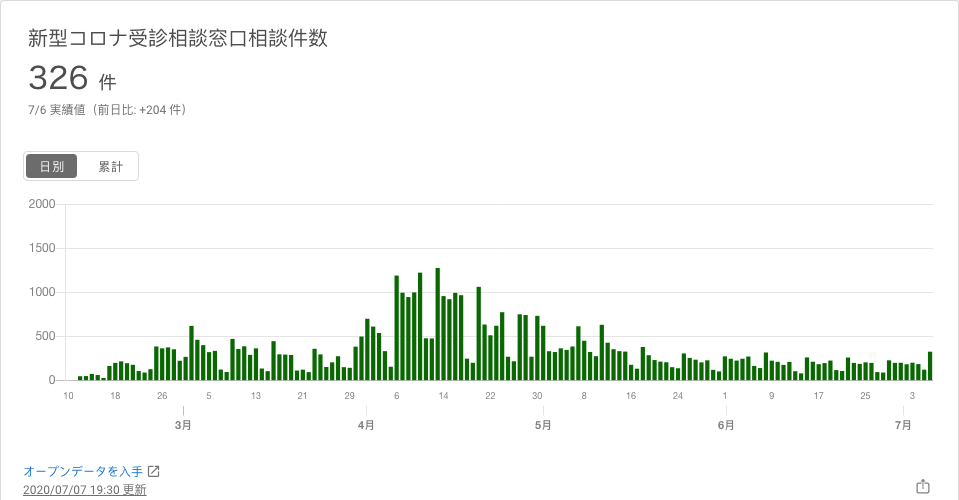 新型コロナ受診相談窓口相談件数
326 件
7/6 実績値（前日比: +204 件）
日別 累計
2000
1500
1000
500
0
10 18 26 5 13 21 29 6 14 22 30 8 16 24 1 9 17 25 3
3月 4月 5月 6月 7月
オープンデータを入手
2020/07/07 19:30 更新